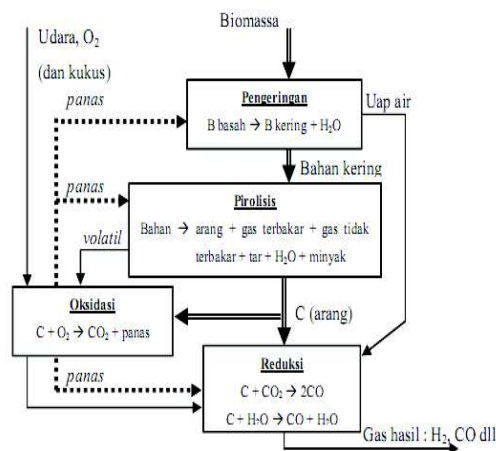 Biomassa
Udara, O₂
(dan kukus)
panas
Pengeringan
B basah → B kering + H₂O
Uap air
Bahan kering
panas
Pirolisis
Bahan → arang + gas terbakar + gas tidak
terbakar + tar + H₂O + minyak
volatil
Oksidasi
C + O₂ → CO₂ + panas
C (arang)
panas
Reduksi
C + CO₂ → 2CO
C + H₂O → CO + H₂O
Gas hasil : H₂, CO dll